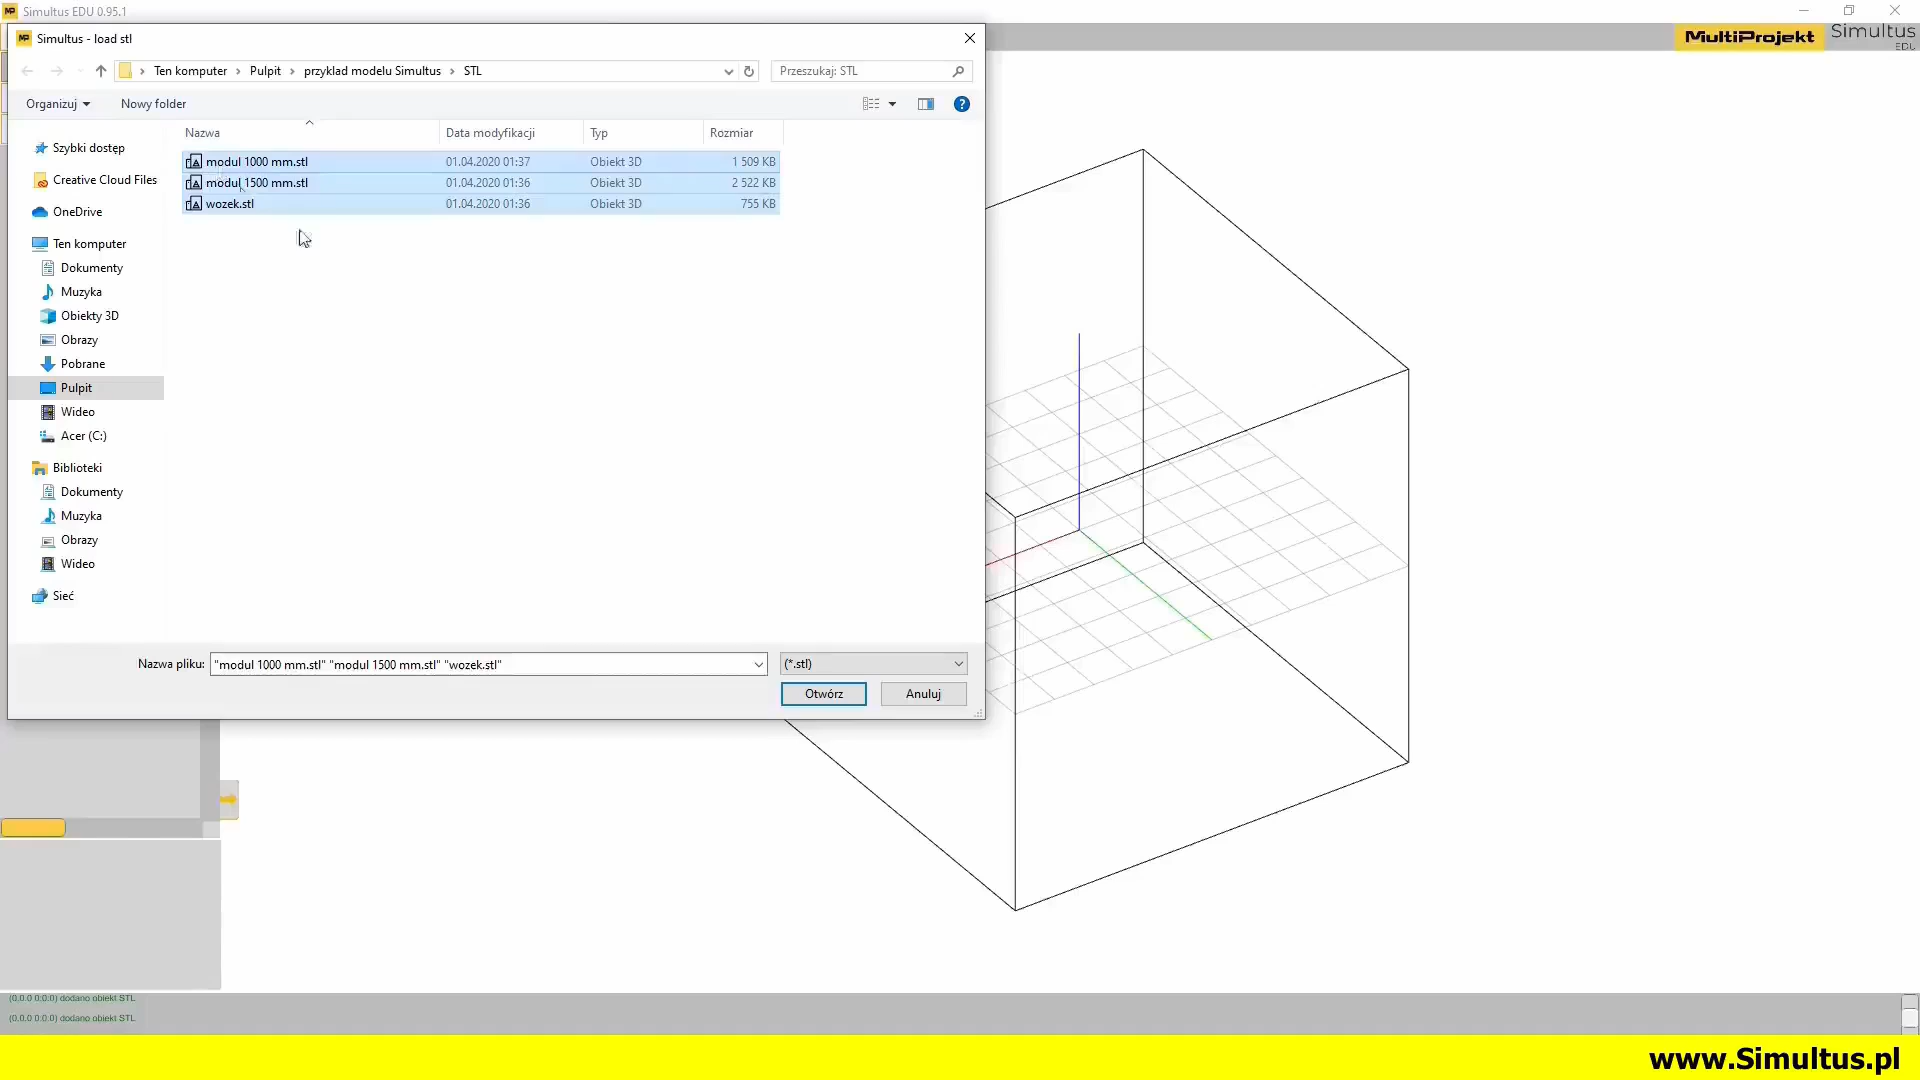 Simultus EDU 0.95.1
MultiProjekt Simultus
EDU
Simultus - load stl
Ten komputer Pulpit przyklad modelu Simultus STL
Przeszukaj: STL
Organizuj Nowy folder
Nazwa Data modyfikacji Typ Rozmiar
modul 1000 mm.stl 01.04.2020 01:37 Obiekt 3D 1 509 KB
modul 1500 mm.stl 01.04.2020 01:36 Obiekt 3D 2 522 KB
wozek.stl 01.04.2020 01:36 Obiekt 3D 755 KB
Szybki dostęp
Creative Cloud Files
OneDrive
Ten komputer
Dokumenty
Muzyka
Obiekty 3D
Obrazy
Pobrane
Pulpit
Wideo
Acer (C:)
Biblioteki
Dokumenty
Muzyka
Obrazy
Wideo
Sieć
Nazwa pliku: "modul 1000 mm.stl" "modul 1500 mm.stl" "wozek.stl" (*.stl)
Otwórz Anuluj
(0.0.0 0:0:0) dodano obiekt STL
(0.0.0 0:0:0) dodano obiekt STL
www.Simultus.pl